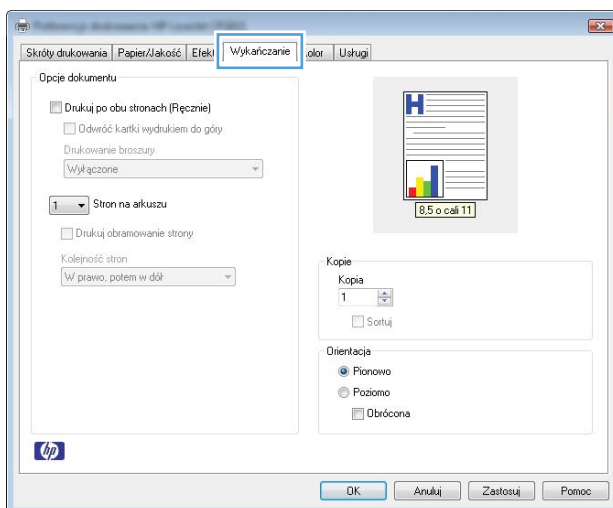 Skróty drukowania Papier/Jakość Efekt Wykańczanie olor Usługi
Opcje dokumentu
Drukuj po obu stronach (Ręcznie)
Odwróć kartki wydrukiem do góry
Drukowanie broszury
Wyłączone
1 Stron na arkuszu
Drukuj obramowanie strony
Kolejność stron
W prawo, potem w dół
H
8,5 o cali 11
Kopie
Kopia
1
Sortuj
Orientacja
Pionowo
Poziomo
Obrócona
hp
OK Anuluj Zastosuj Pomoc